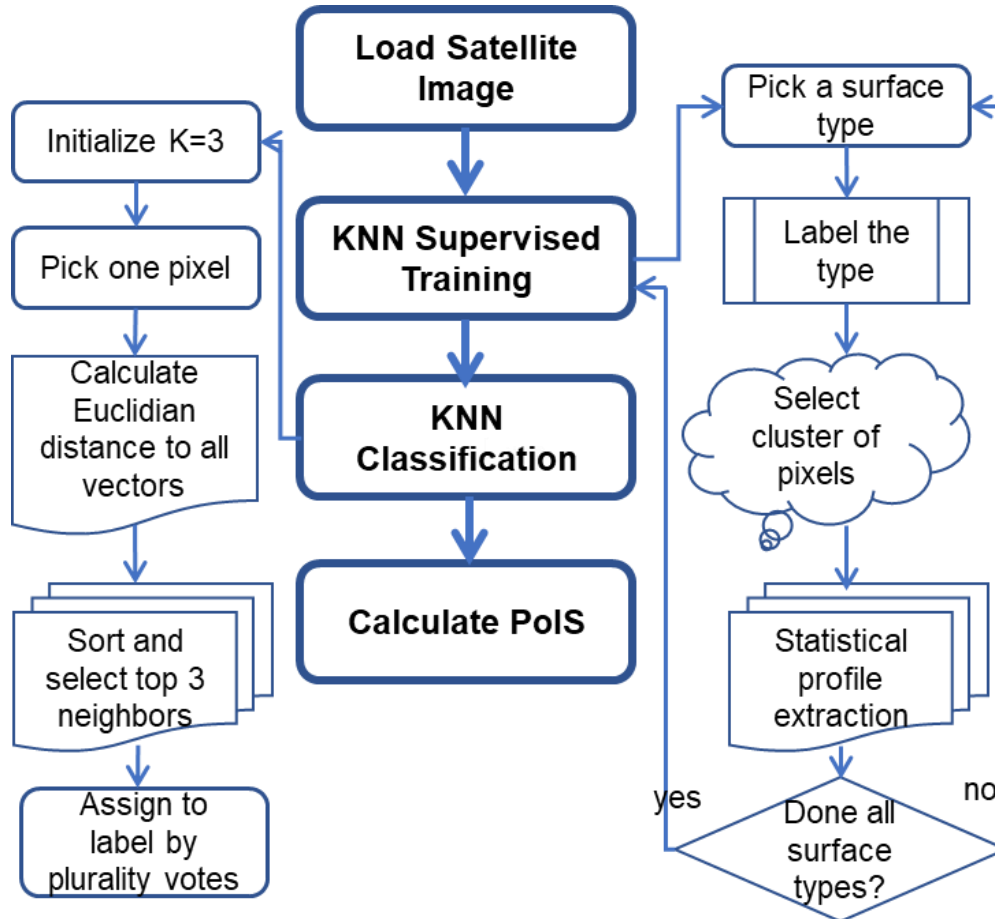 Load Satellite
Image
KNN Supervised
Training
KNN
Classification
Calculate PoIS
Initialize K=3
Pick one pixel
Calculate
Euclidian
distance to all
vectors
Sort and
select top 3
neighbors
Assign to
label by
plurality votes
Pick a surface
type
Label the
type
Select
cluster of
pixels
Statistical
profile
extraction
yes
no
Done all
surface
types?